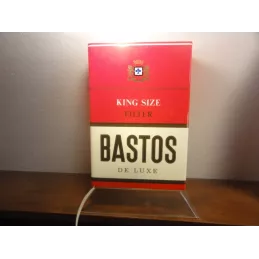 KING SIZE
FILTER
BASTOS
DE LUXE